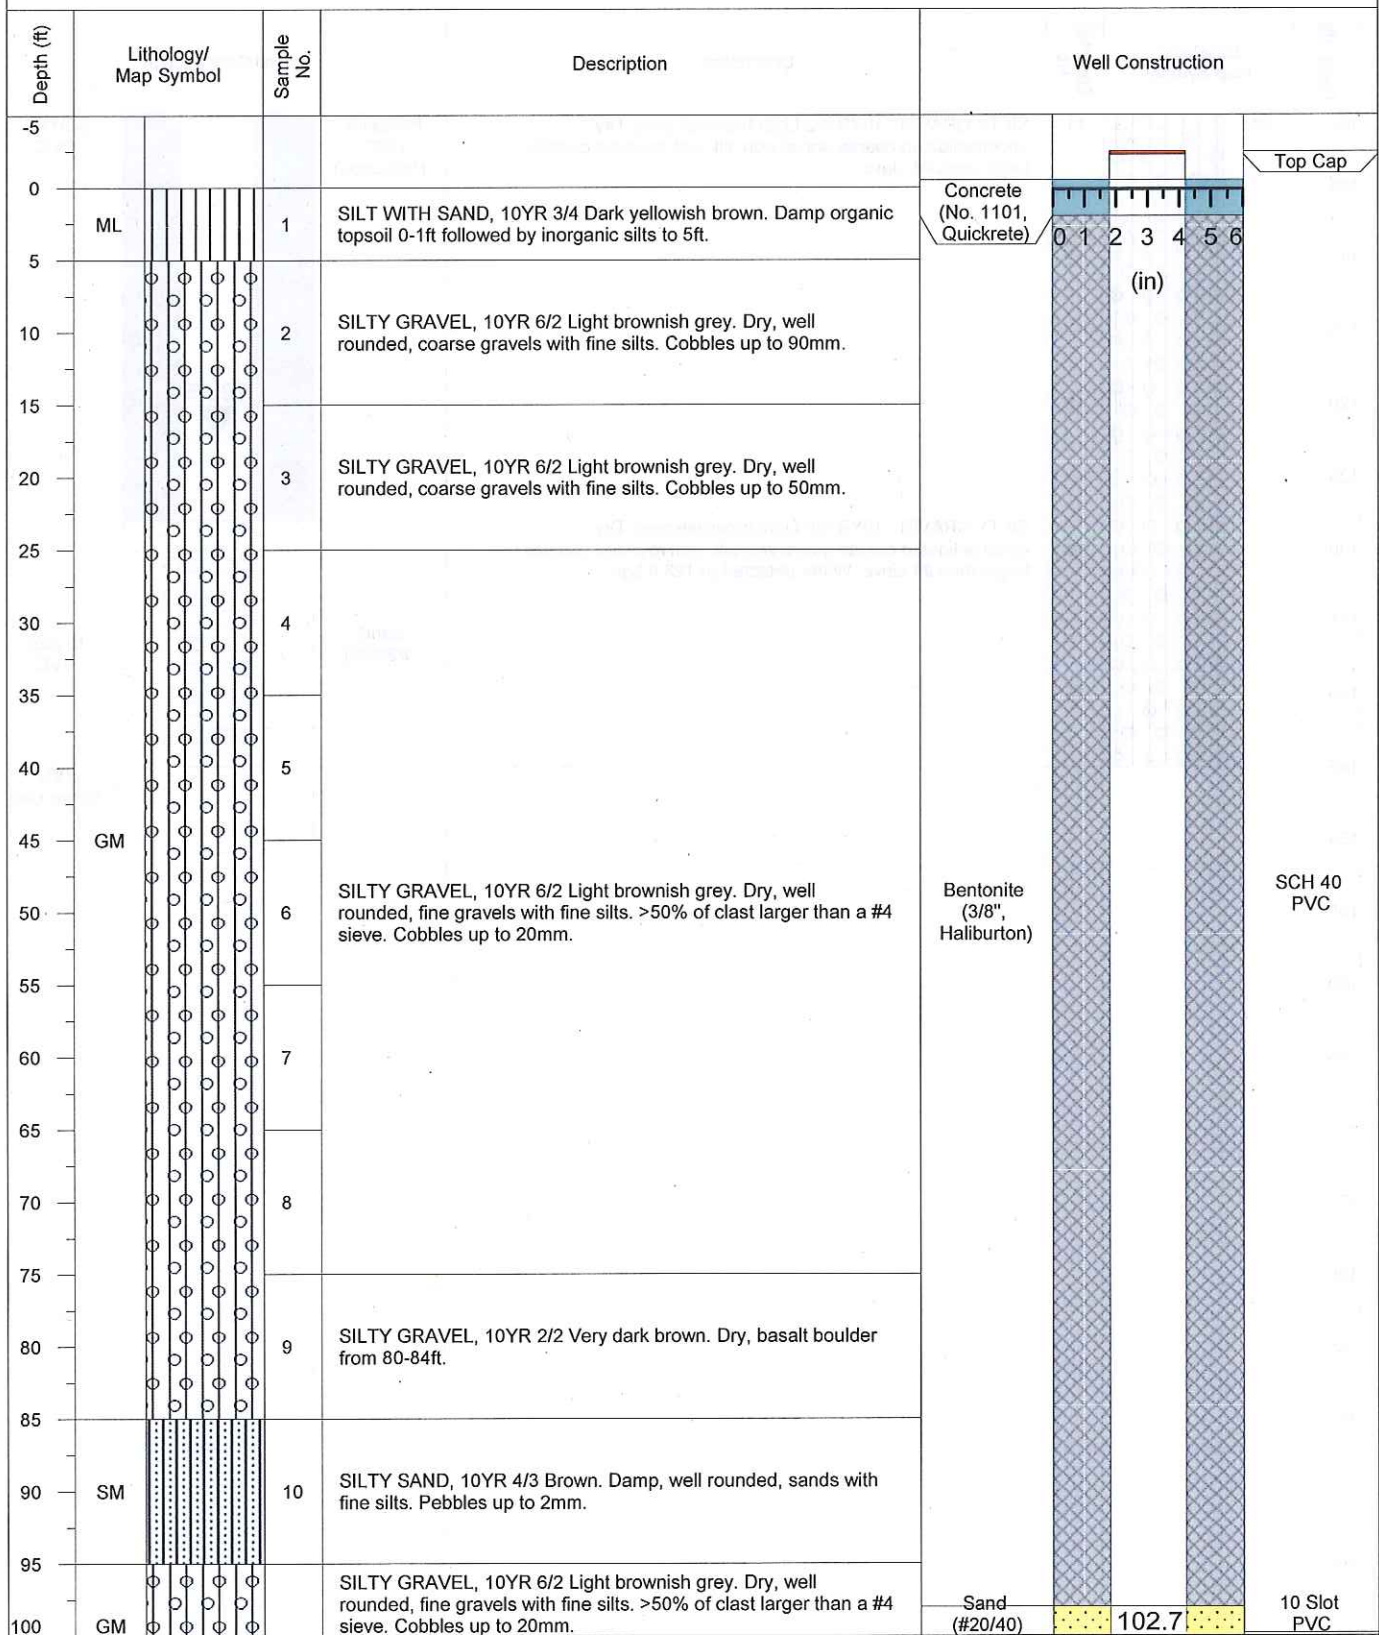 Depth (ft)
Lithology/
Map Symbol
Sample
No.
Description
Well Construction
-5
0
5
10
15
20
25
30
35
40
45
50
55
60
65
70
75
80
85
90
95
100
ML
GM
SM
GM
1
2
3
4
5
6
7
8
9
10
SILT WITH SAND, 10YR 3/4 Dark yellowish brown. Damp organic
topsoil 0-1ft followed by inorganic silts to 5ft.
SILTY GRAVEL, 10YR 6/2 Light brownish grey. Dry, well
rounded, coarse gravels with fine silts. Cobbles up to 90mm.
SILTY GRAVEL, 10YR 6/2 Light brownish grey. Dry, well
rounded, coarse gravels with fine silts. Cobbles up to 50mm.
SILTY GRAVEL, 10YR 6/2 Light brownish grey. Dry, well
rounded, fine gravels with fine silts. >50% of clast larger than a #4
sieve. Cobbles up to 20mm.
SILTY GRAVEL, 10YR 2/2 Very dark brown. Dry, basalt boulder
from 80-84ft.
SILTY SAND, 10YR 4/3 Brown. Damp, well rounded, sands with
fine silts. Pebbles up to 2mm.
SILTY GRAVEL, 10YR 6/2 Light brownish grey. Dry, well
rounded, fine gravels with fine silts. >50% of clast larger than a #4
sieve. Cobbles up to 20mm.
Concrete
(No. 1101,
Quickrete)
Bentonite
(3/8",
Haliburton)
Sand
(#20/40)
0 1 2 3 4 5 6
(in)
102.7
Top Cap
SCH 40
PVC
10 Slot
PVC